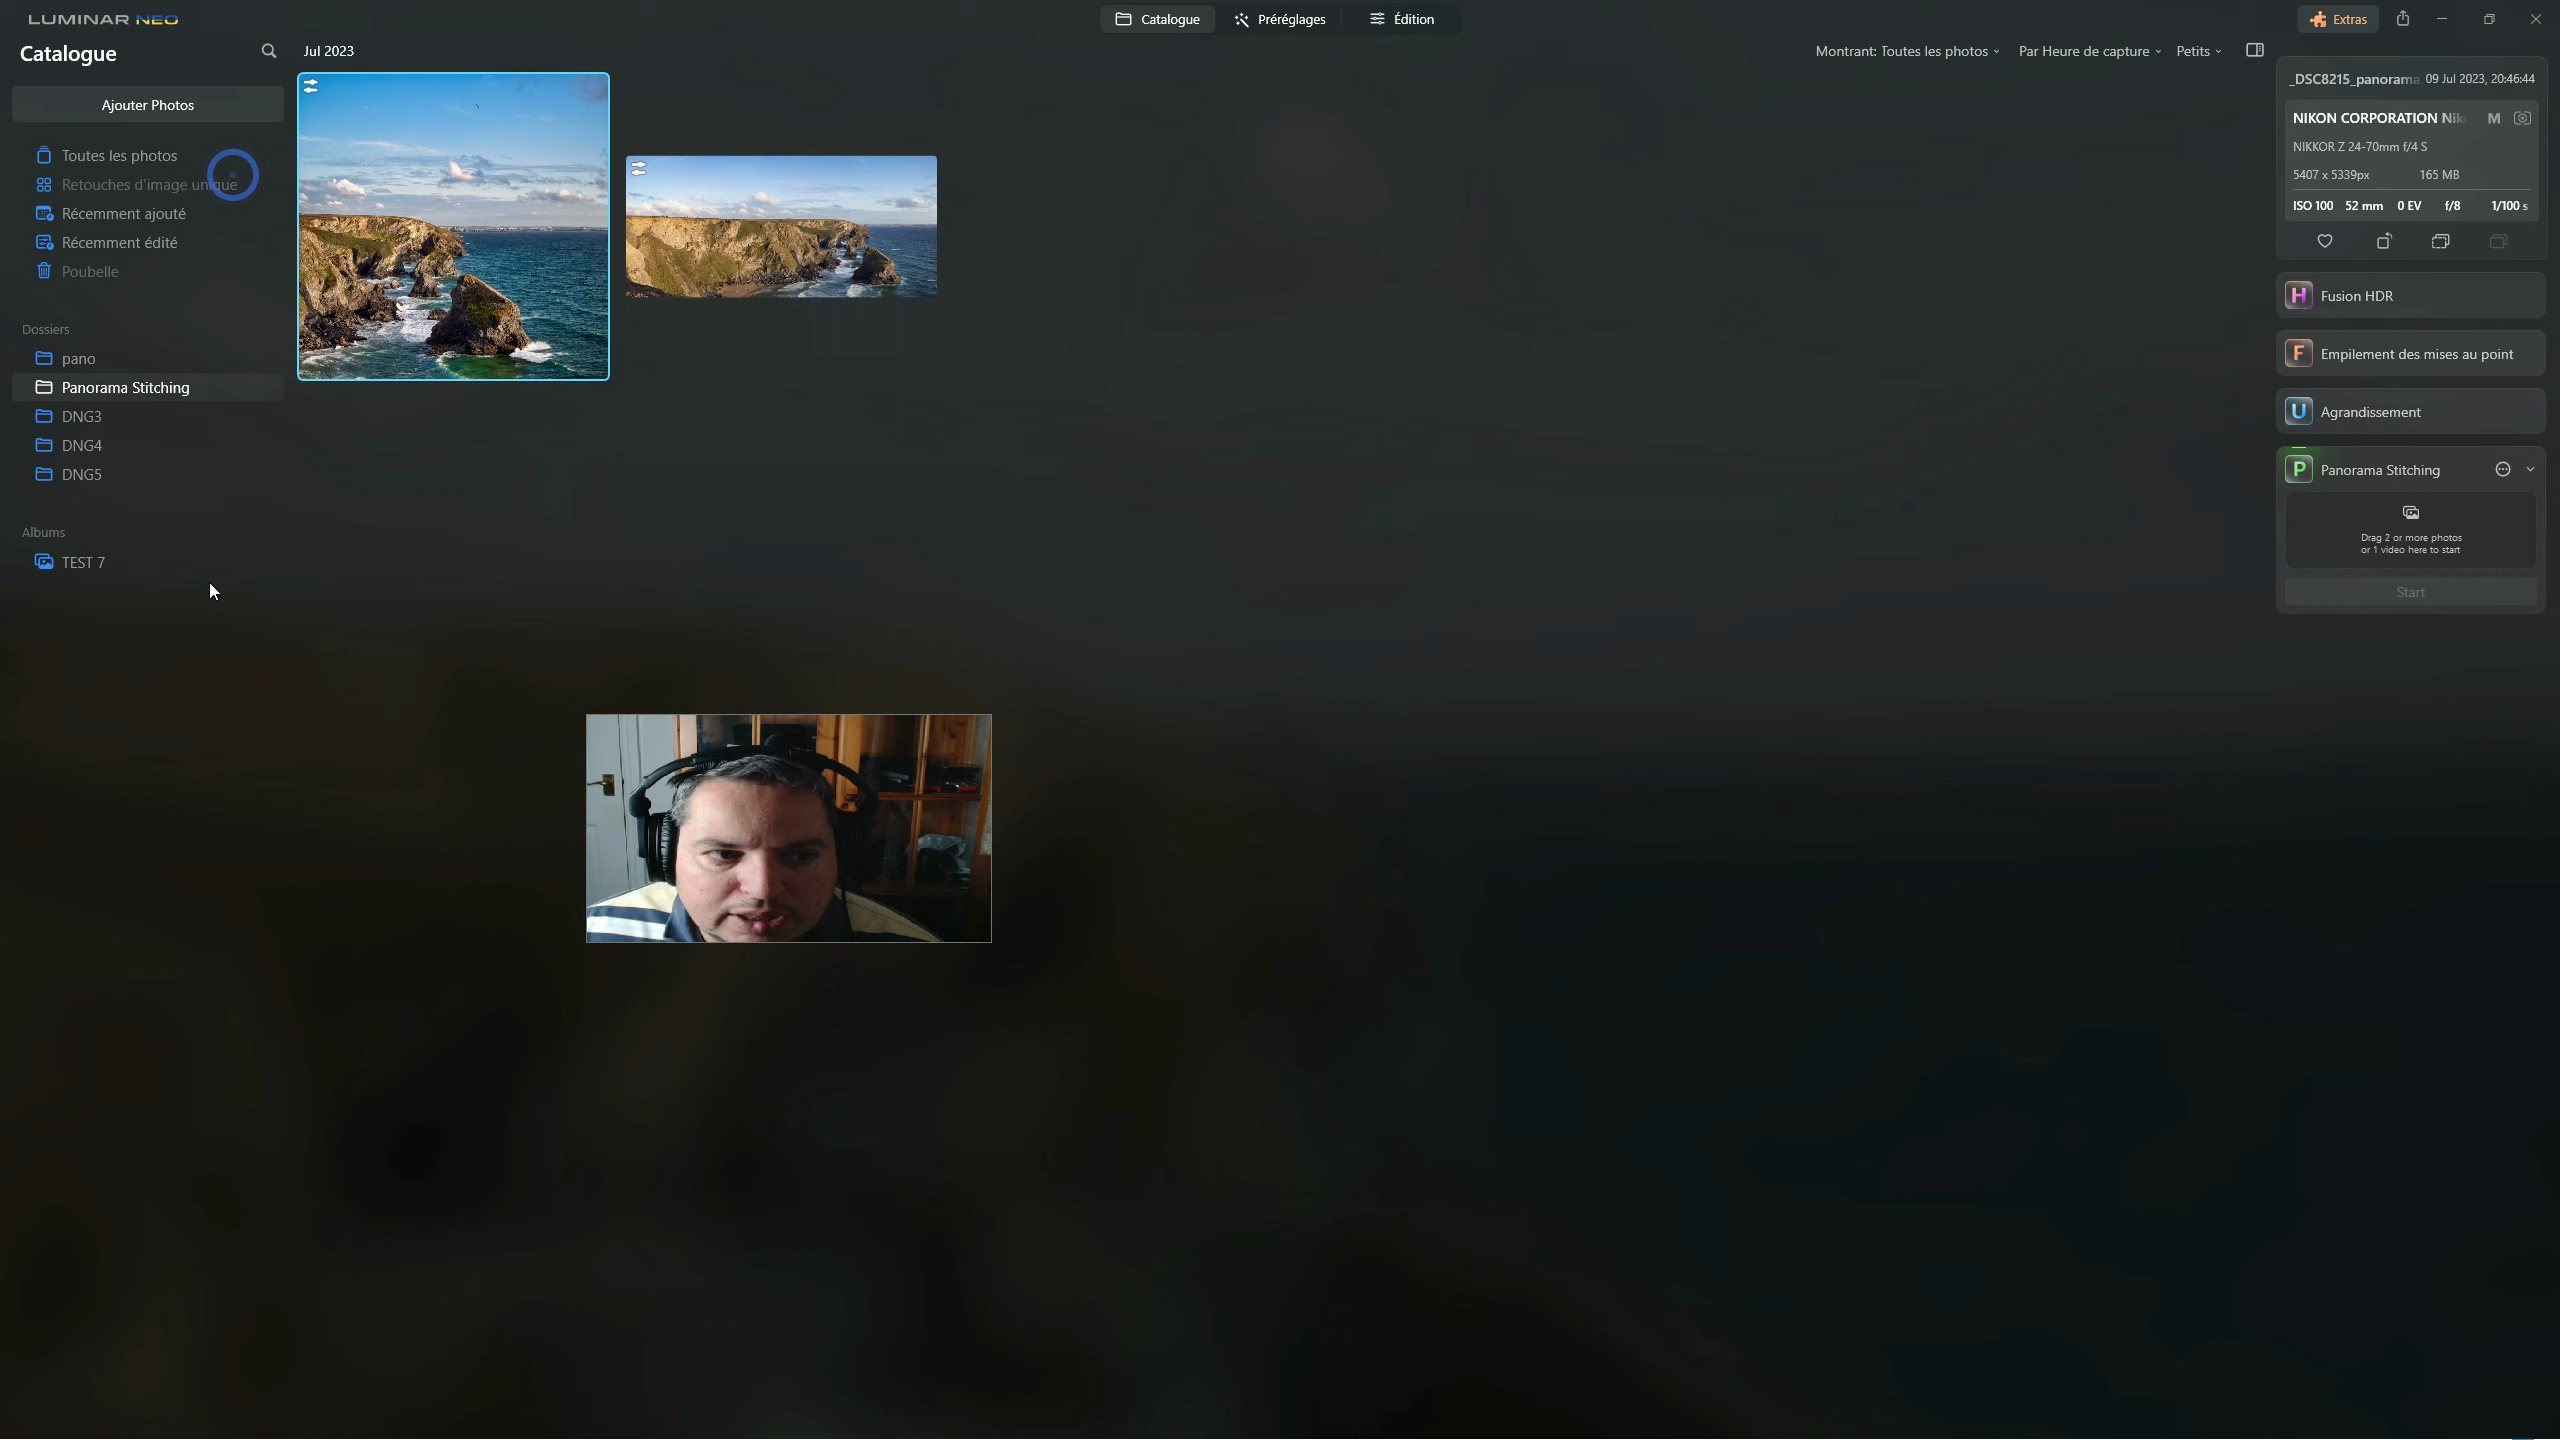 LUMINAR NEO
Catalogue
Préréglages
Édition
Extras
Catalogue
Jul 2023
Montrant: Toutes les photos
Par Heure de capture
Petits
Ajouter Photos
Toutes les photos
Retouches d'image unique
Récemment ajouté
Récemment édité
Poubelle
Dossiers
pano
Panorama Stitching
DNG3
DNG4
DNG5
Albums
TEST 7
_DSC8215_panorama 09 Jul 2023, 20:46:44
NIKON CORPORATION Nik M
NIKKOR Z 24-70mm f/4 S
5407 x 5339px 165 MB
ISO 100 52 mm 0 EV f/8 1/100 s
H Fusion HDR
F Empilement des mises au point
U Agrandissement
P Panorama Stitching
Drag 2 or more photos
or 1 video here to start
Start